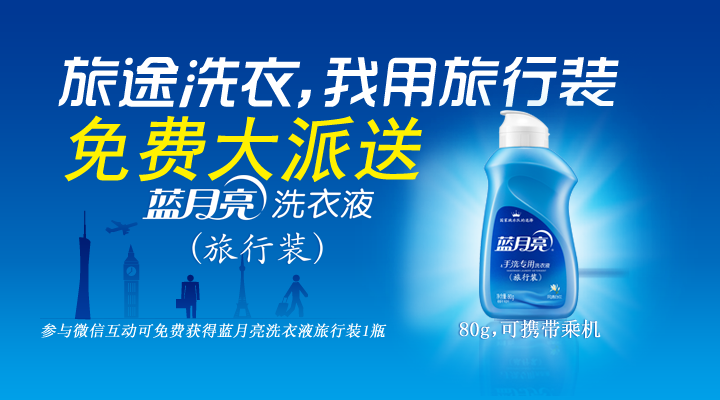 旅途洗衣,我用旅行装
免费大派送
蓝月亮 洗衣液
(旅行装)
参与微信互动可免费获得蓝月亮洗衣液旅行装1瓶
蓝月亮
手洗专用洗衣液
(旅行装)
80g,可携带乘机